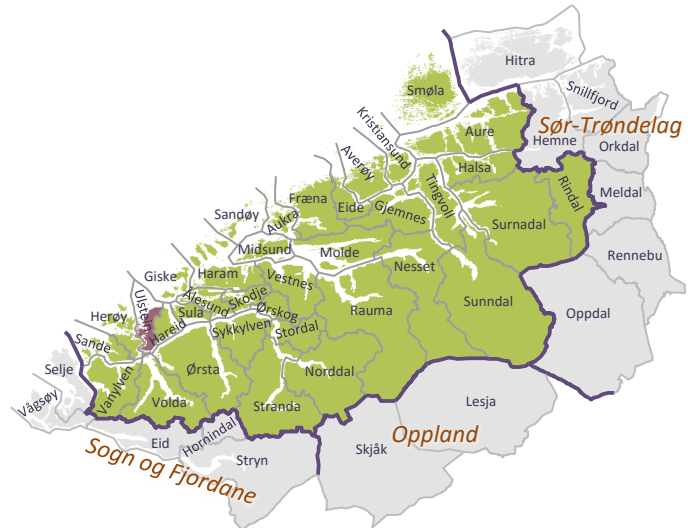 Hitra
Smøla
Snillfjord
Kristiansund
Aure
Sør-Trøndelag
Hemne
Orkdal
Averøy
Halsa
Rindal
Meldal
Tingvoll
Fræna
Eide
Gjemnes
Sandøy
Aukra
Surnadal
Midsund
Molde
Rennebu
Nesset
Giske
Haram
Vestnes
Ulstein
Ålesund
Skodje
Herøy
Sula
Ørskog
Rauma
Sunndal
Oppdal
Hareid
Sykkylven
Stordal
Sande
Selje
Ørsta
Norddal
Vanylven
Vågsøy
Volda
Stranda
Lesja
Eid
Hornindal
Oppland
Skjåk
Stryn
Sogn og Fjordane